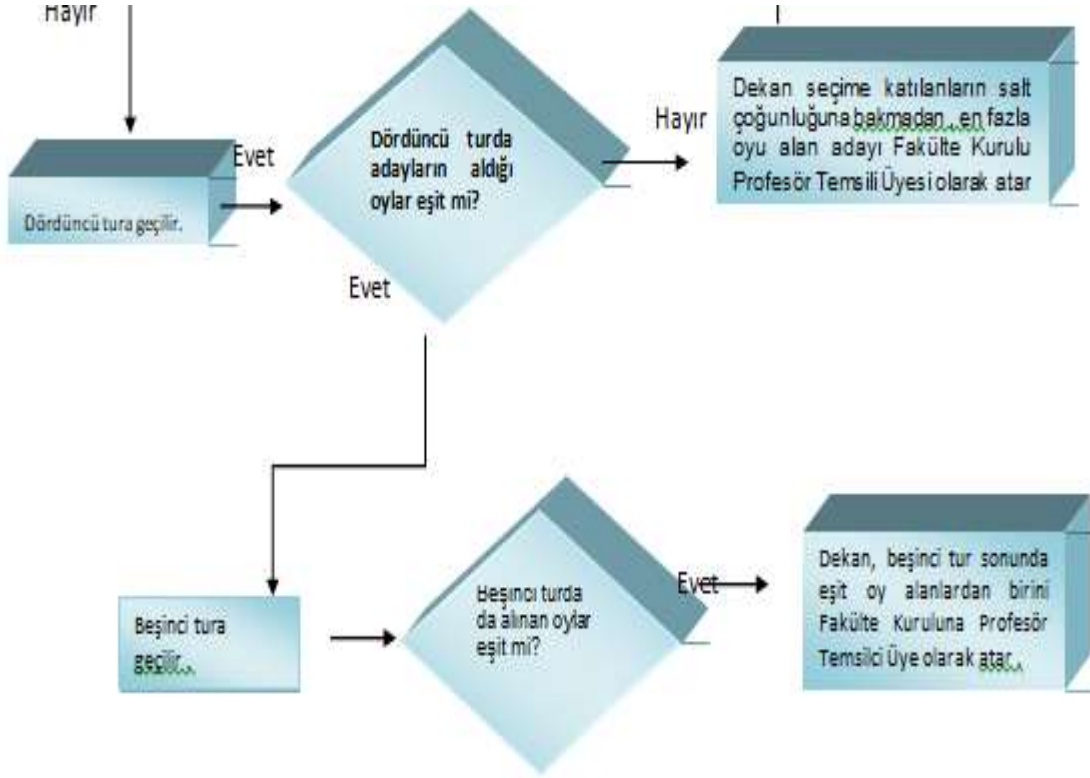 Hayır
Dördüncü tura geçilir.
Evet
Dördüncü turda
adayların aldığı
oylar eşit mi?
Hayır
Dekan seçime katılanların salt
çoğunluğuna bakmadan , en fazla
oyu alan adayı Fakülte Kurulu
Profesör Temsili Üyesi olarak atar
Evet
Beşinci tura
geçilir .
Beşinci turda
da alınan oylar
eşit mi?
Evet
Dekan, beşinci tur sonunda
eşit oy alanlardan birini
Fakülte Kuruluna Profesör
Temsilci Üye olarak atar .